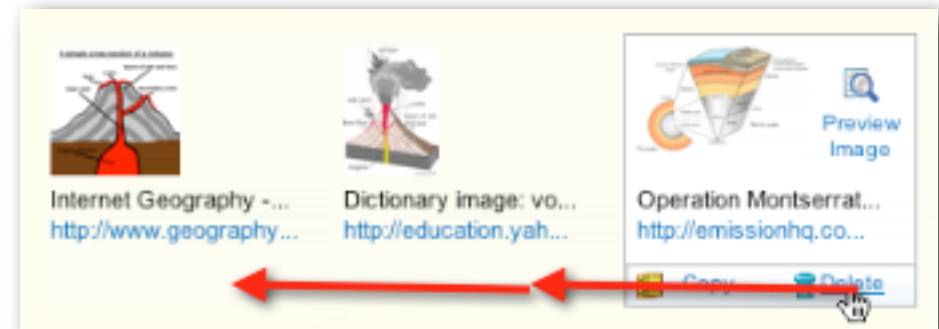 Preview
Image
Internet Geography -...
http://www.geography...
Dictionary image: vo...
http://education.yah...
Operation Montserrat...
http://emissionhq.co...
Copy
Delete